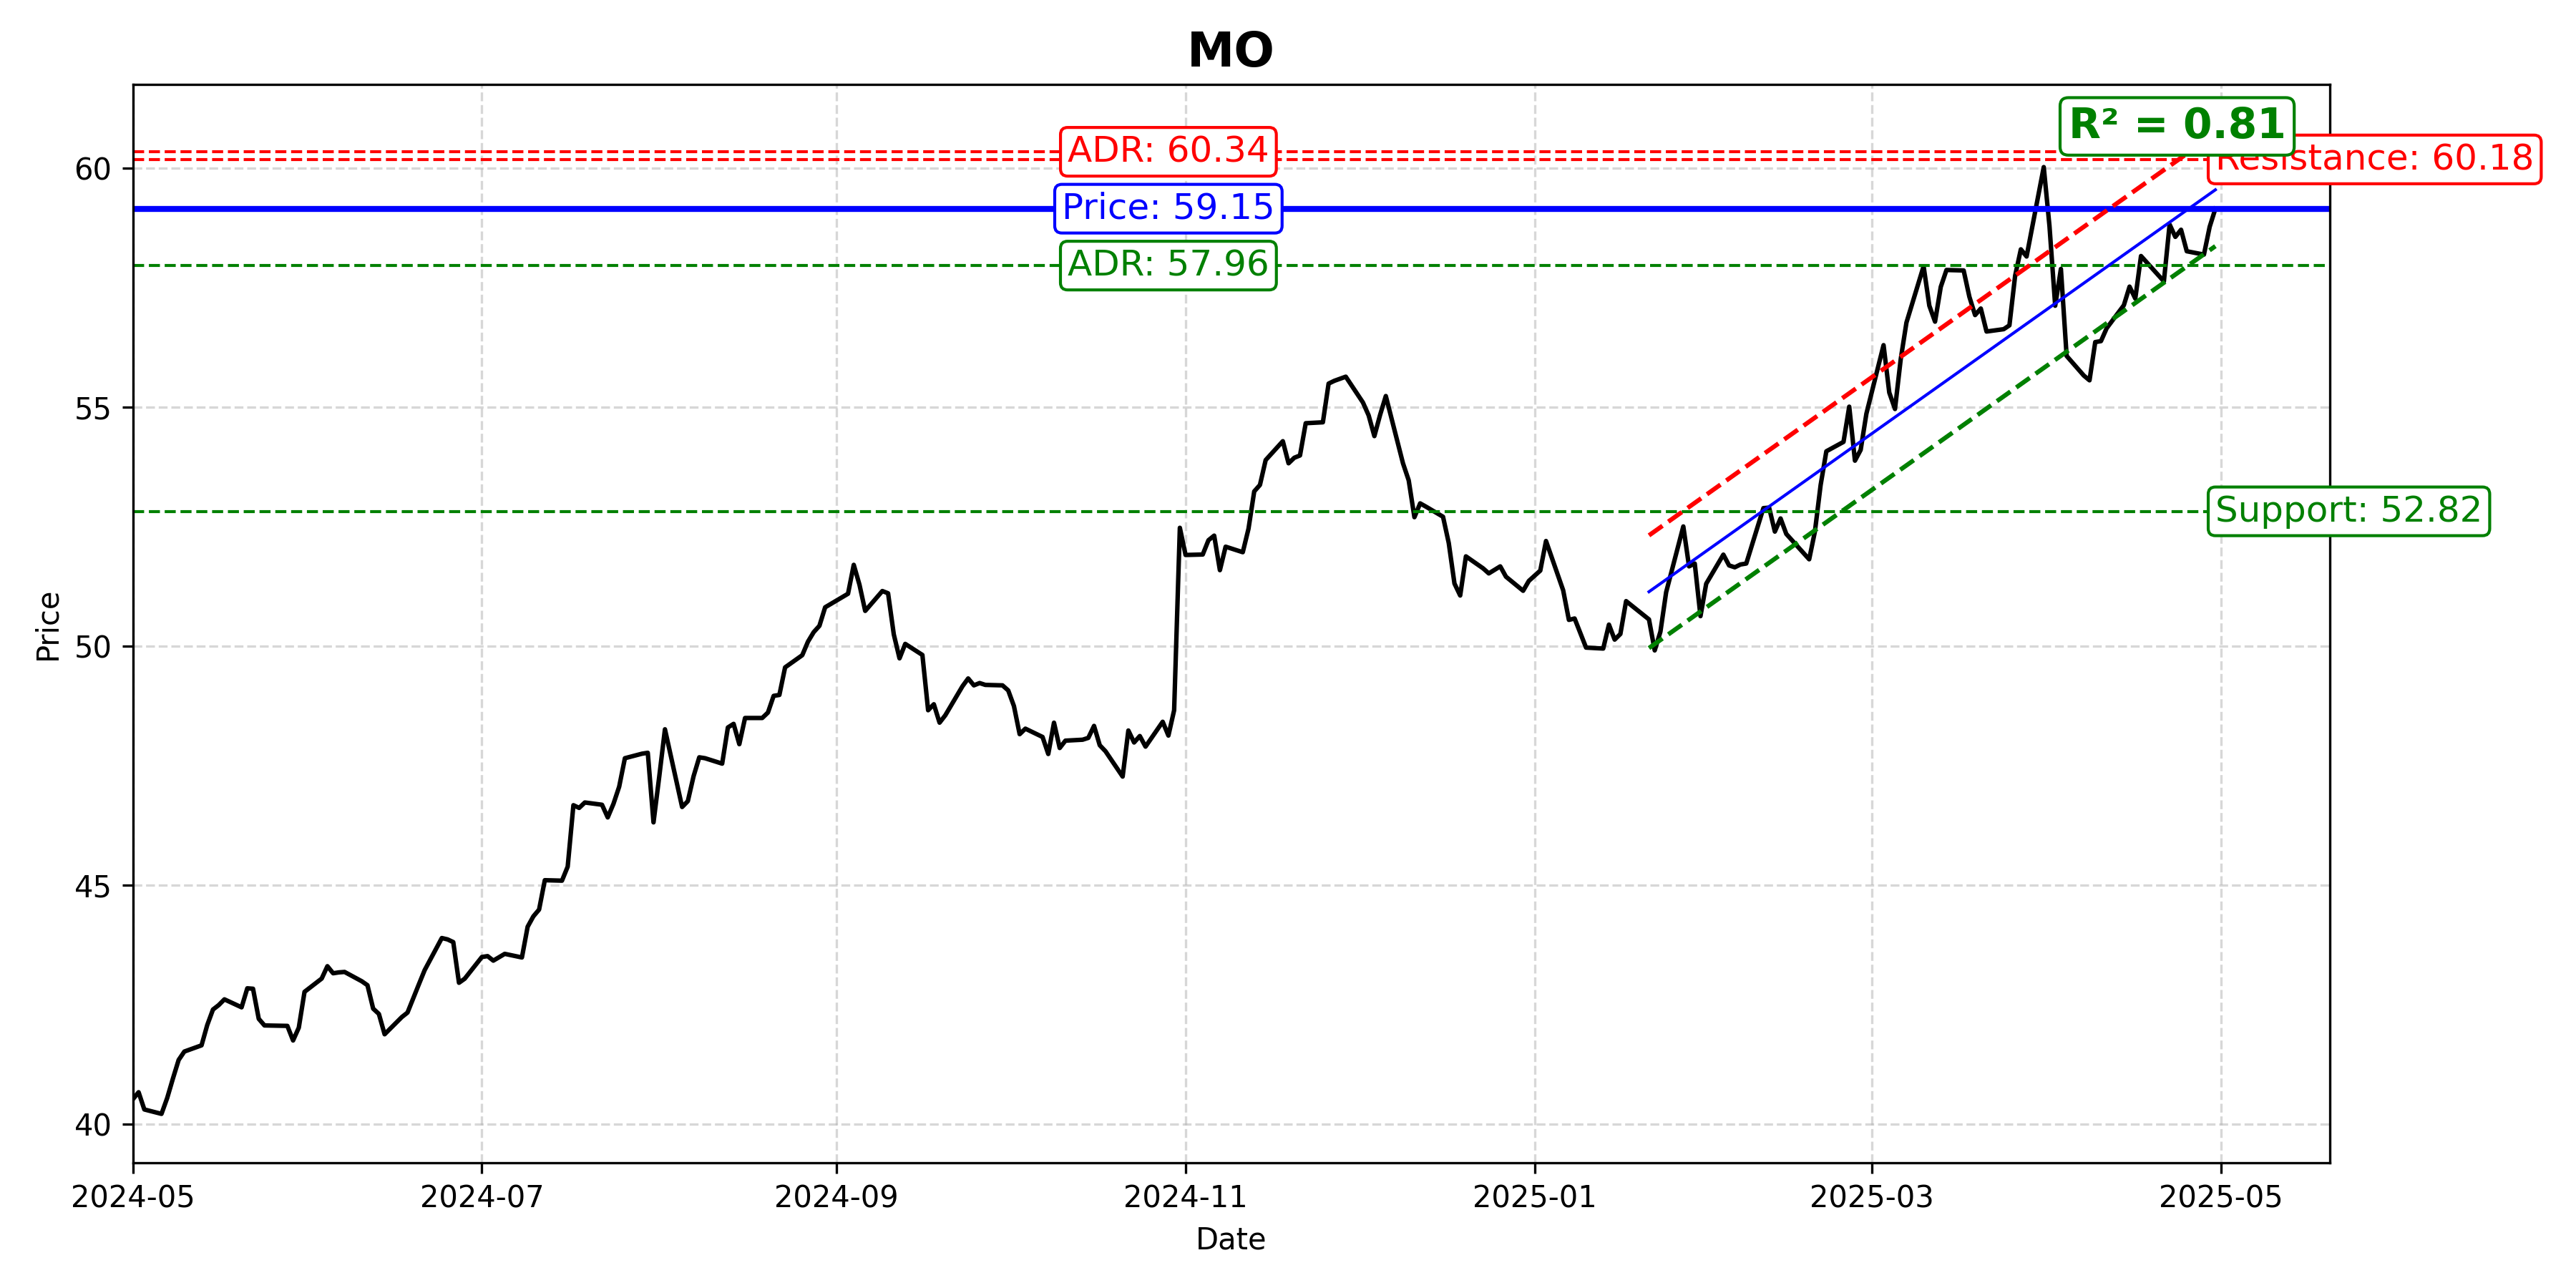 MO
R² = 0.81
ADR: 60.34
Resistance: 60.18
Price: 59.15
ADR: 57.96
Support: 52.82
60
55
50
45
40
Price
2024-05
2024-07
2024-09
2024-11
2025-01
2025-03
2025-05
Date